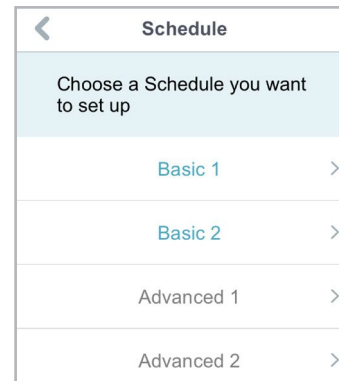 Schedule
Choose a Schedule you want
to set up
Basic 1
Basic 2
Advanced 1
Advanced 2